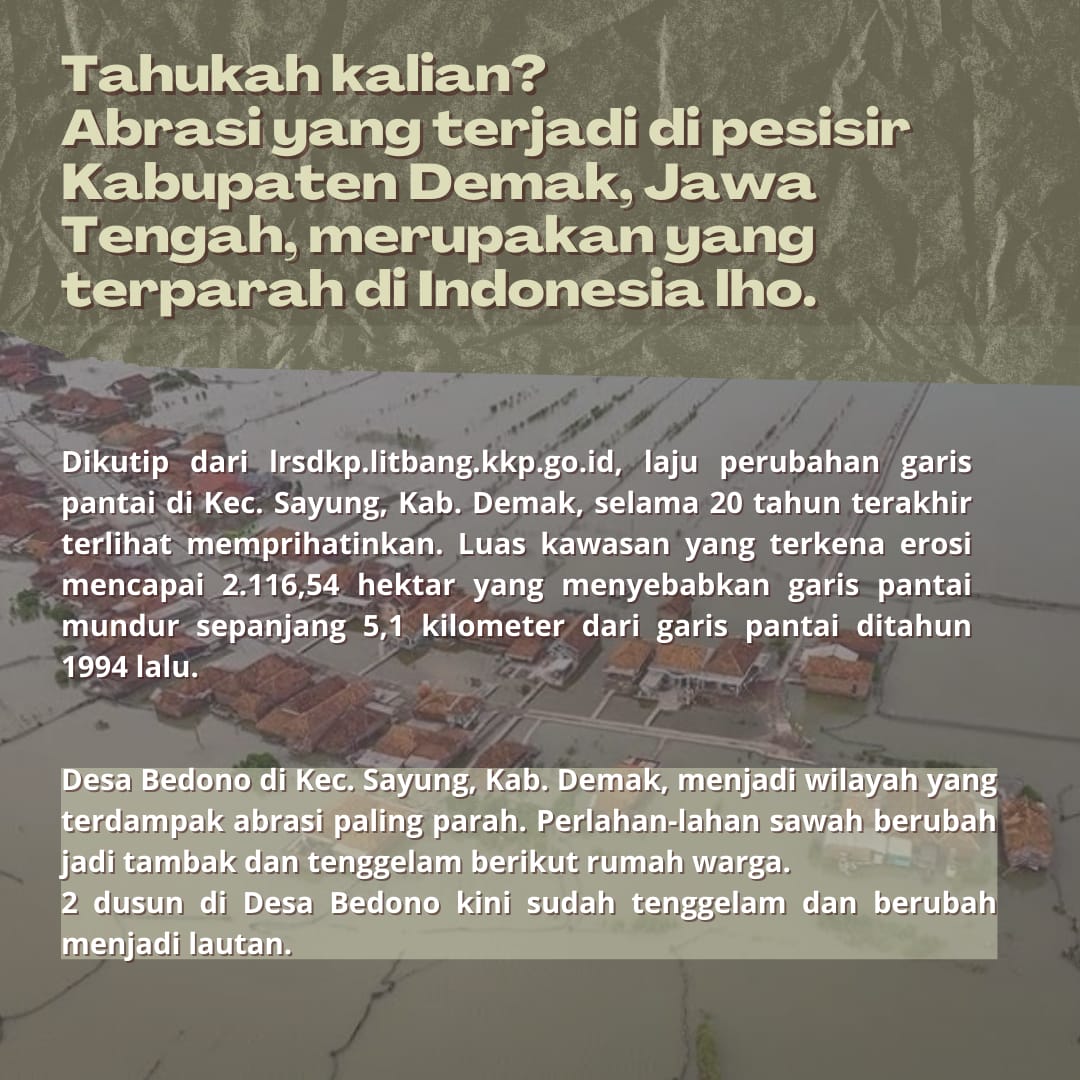 Tahukah kalian?
Abrasi yang terjadi di pesisir
Kabupaten Demak, Jawa
Tengah, merupakan yang
terparah di Indonesia lho.
Dikutip dari lrsdkp.litbang.kkp.go.id, laju perubahan garis
pantai di Kec. Sayung, Kab. Demak, selama 20 tahun terakhir
terlihat memprihatinkan. Luas kawasan yang terkena erosi
mencapai 2.116,54 hektar yang menyebabkan garis pantai
mundur sepanjang 5,1 kilometer dari garis pantai ditahun
1994 lalu.
Desa Bedono di Kec. Sayung, Kab. Demak, menjadi wilayah yang
terdampak abrasi paling parah. Perlahan-lahan sawah berubah
jadi tambak dan tenggelam berikut rumah warga.
2 dusun di Desa Bedono kini sudah tenggelam dan berubah
menjadi lautan.